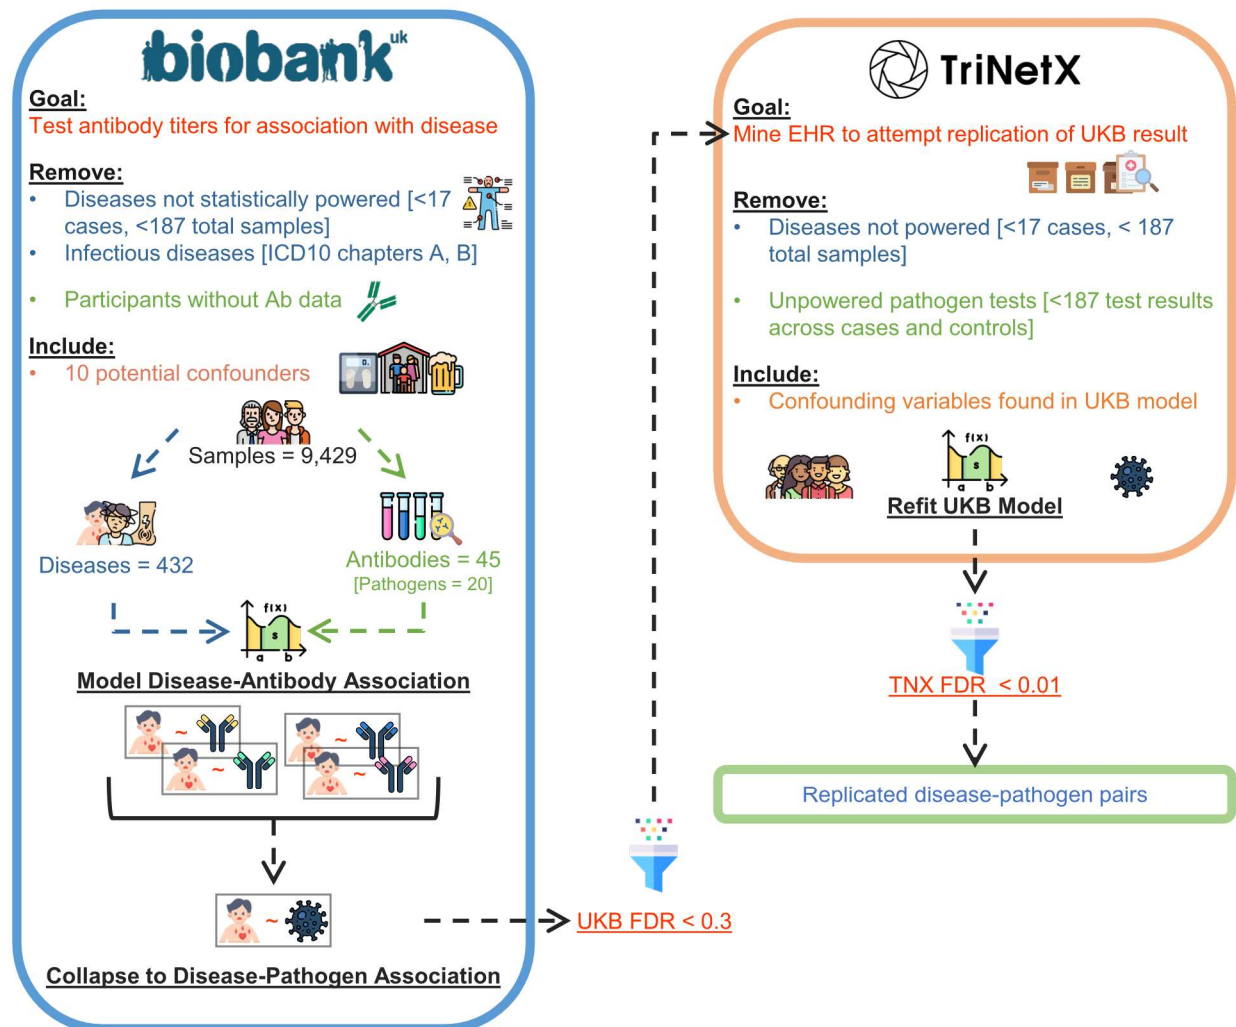 biobank uk
Goal:
Test antibody titers for association with disease
Remove:
• Diseases not statistically powered [<17
cases, <187 total samples]
• Infectious diseases [ICD10 chapters A, B]
• Participants without Ab data
Include:
• 10 potential confounders
Samples = 9,429
Diseases = 432
Antibodies = 45
[Pathogens = 20]
f(x)
s
a b
Model Disease-Antibody Association
~
~
~
~
~
Collapse to Disease-Pathogen Association
UKB FDR < 0.3
TriNetX
Goal:
Mine EHR to attempt replication of UKB result
Remove:
• Diseases not powered [<17 cases, < 187
total samples]
• Unpowered pathogen tests [<187 test results
across cases and controls]
Include:
• Confounding variables found in UKB model
f(x)
s
a b
Refit UKB Model
TNX FDR < 0.01
Replicated disease-pathogen pairs